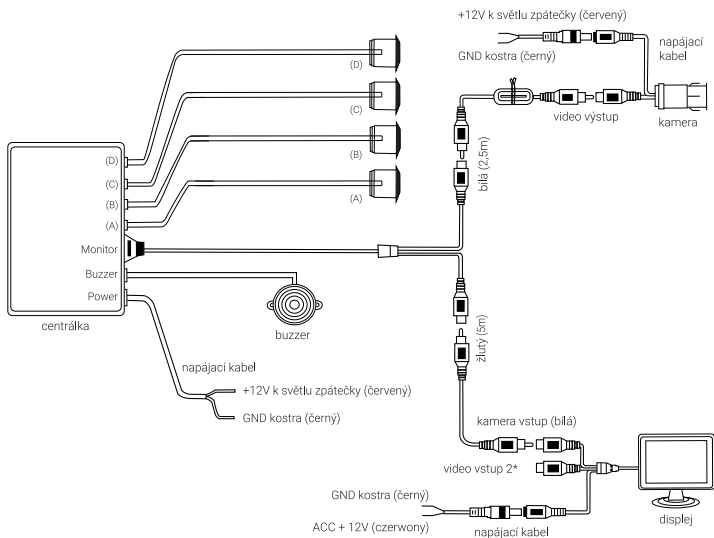 +12V k světlu zpátečky (červený)
GND kostra (černý)
napájací
kabel
video výstup
kamera
(D)
(C)
(B)
(A)
bílá (2,5m)
(D)
(C)
(B)
(A)
Monitor
Buzzer
Power
centrálka
buzzer
žlutý (5m)
napájací kabel
+12V k světlu zpátečky (červený)
GND kostra (černý)
kamera vstup (bílá)
video vstup 2*
GND kostra (černý)
ACC + 12V (czerwony)
napájací kabel
displej